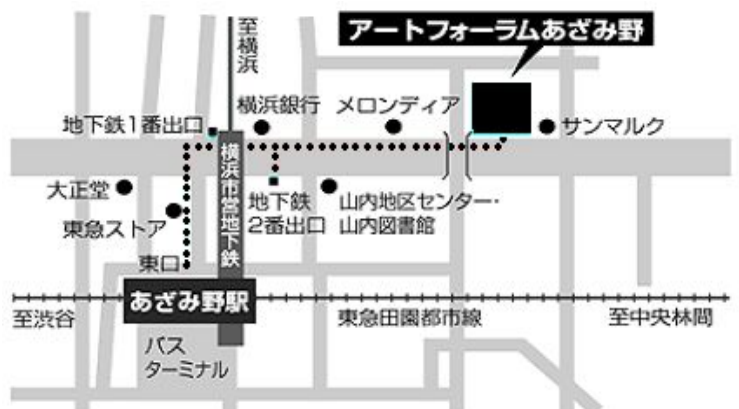 至横浜
アートフォーラムあざみ野
地下鉄1番出口
横浜銀行
メロンディア
サンマルク
横浜市営地下鉄
大正堂
東急ストア
地下鉄
2番出口
山内地区センター・
山内図書館
東口
あざみ野駅
至渋谷
東急田園都市線
至中央林間
バス
ターミナル